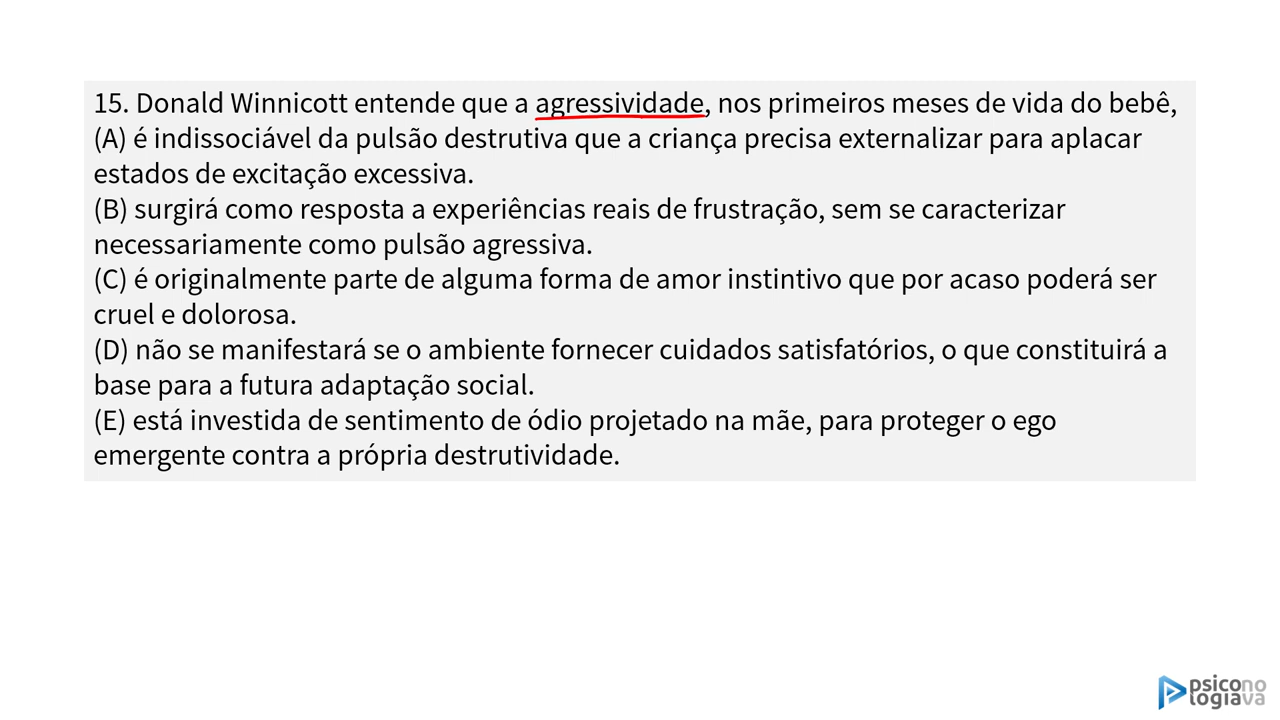 15. Donald Winnicott entende que a agressividade, nos primeiros meses de vida do bebê,
(A) é indissociável da pulsão destrutiva que a criança precisa externalizar para aplacar
estados de excitação excessiva.
(B) surgirá como resposta a experiências reais de frustração, sem se caracterizar
necessariamente como pulsão agressiva.
(C) é originalmente parte de alguma forma de amor instintivo que por acaso poderá ser
cruel e dolorosa.
(D) não se manifestará se o ambiente fornecer cuidados satisfatórios, o que constituirá a
base para a futura adaptação social.
(E) está investida de sentimento de ódio projetado na mãe, para proteger o ego
emergente contra a própria destrutividade.
psicono
logiava